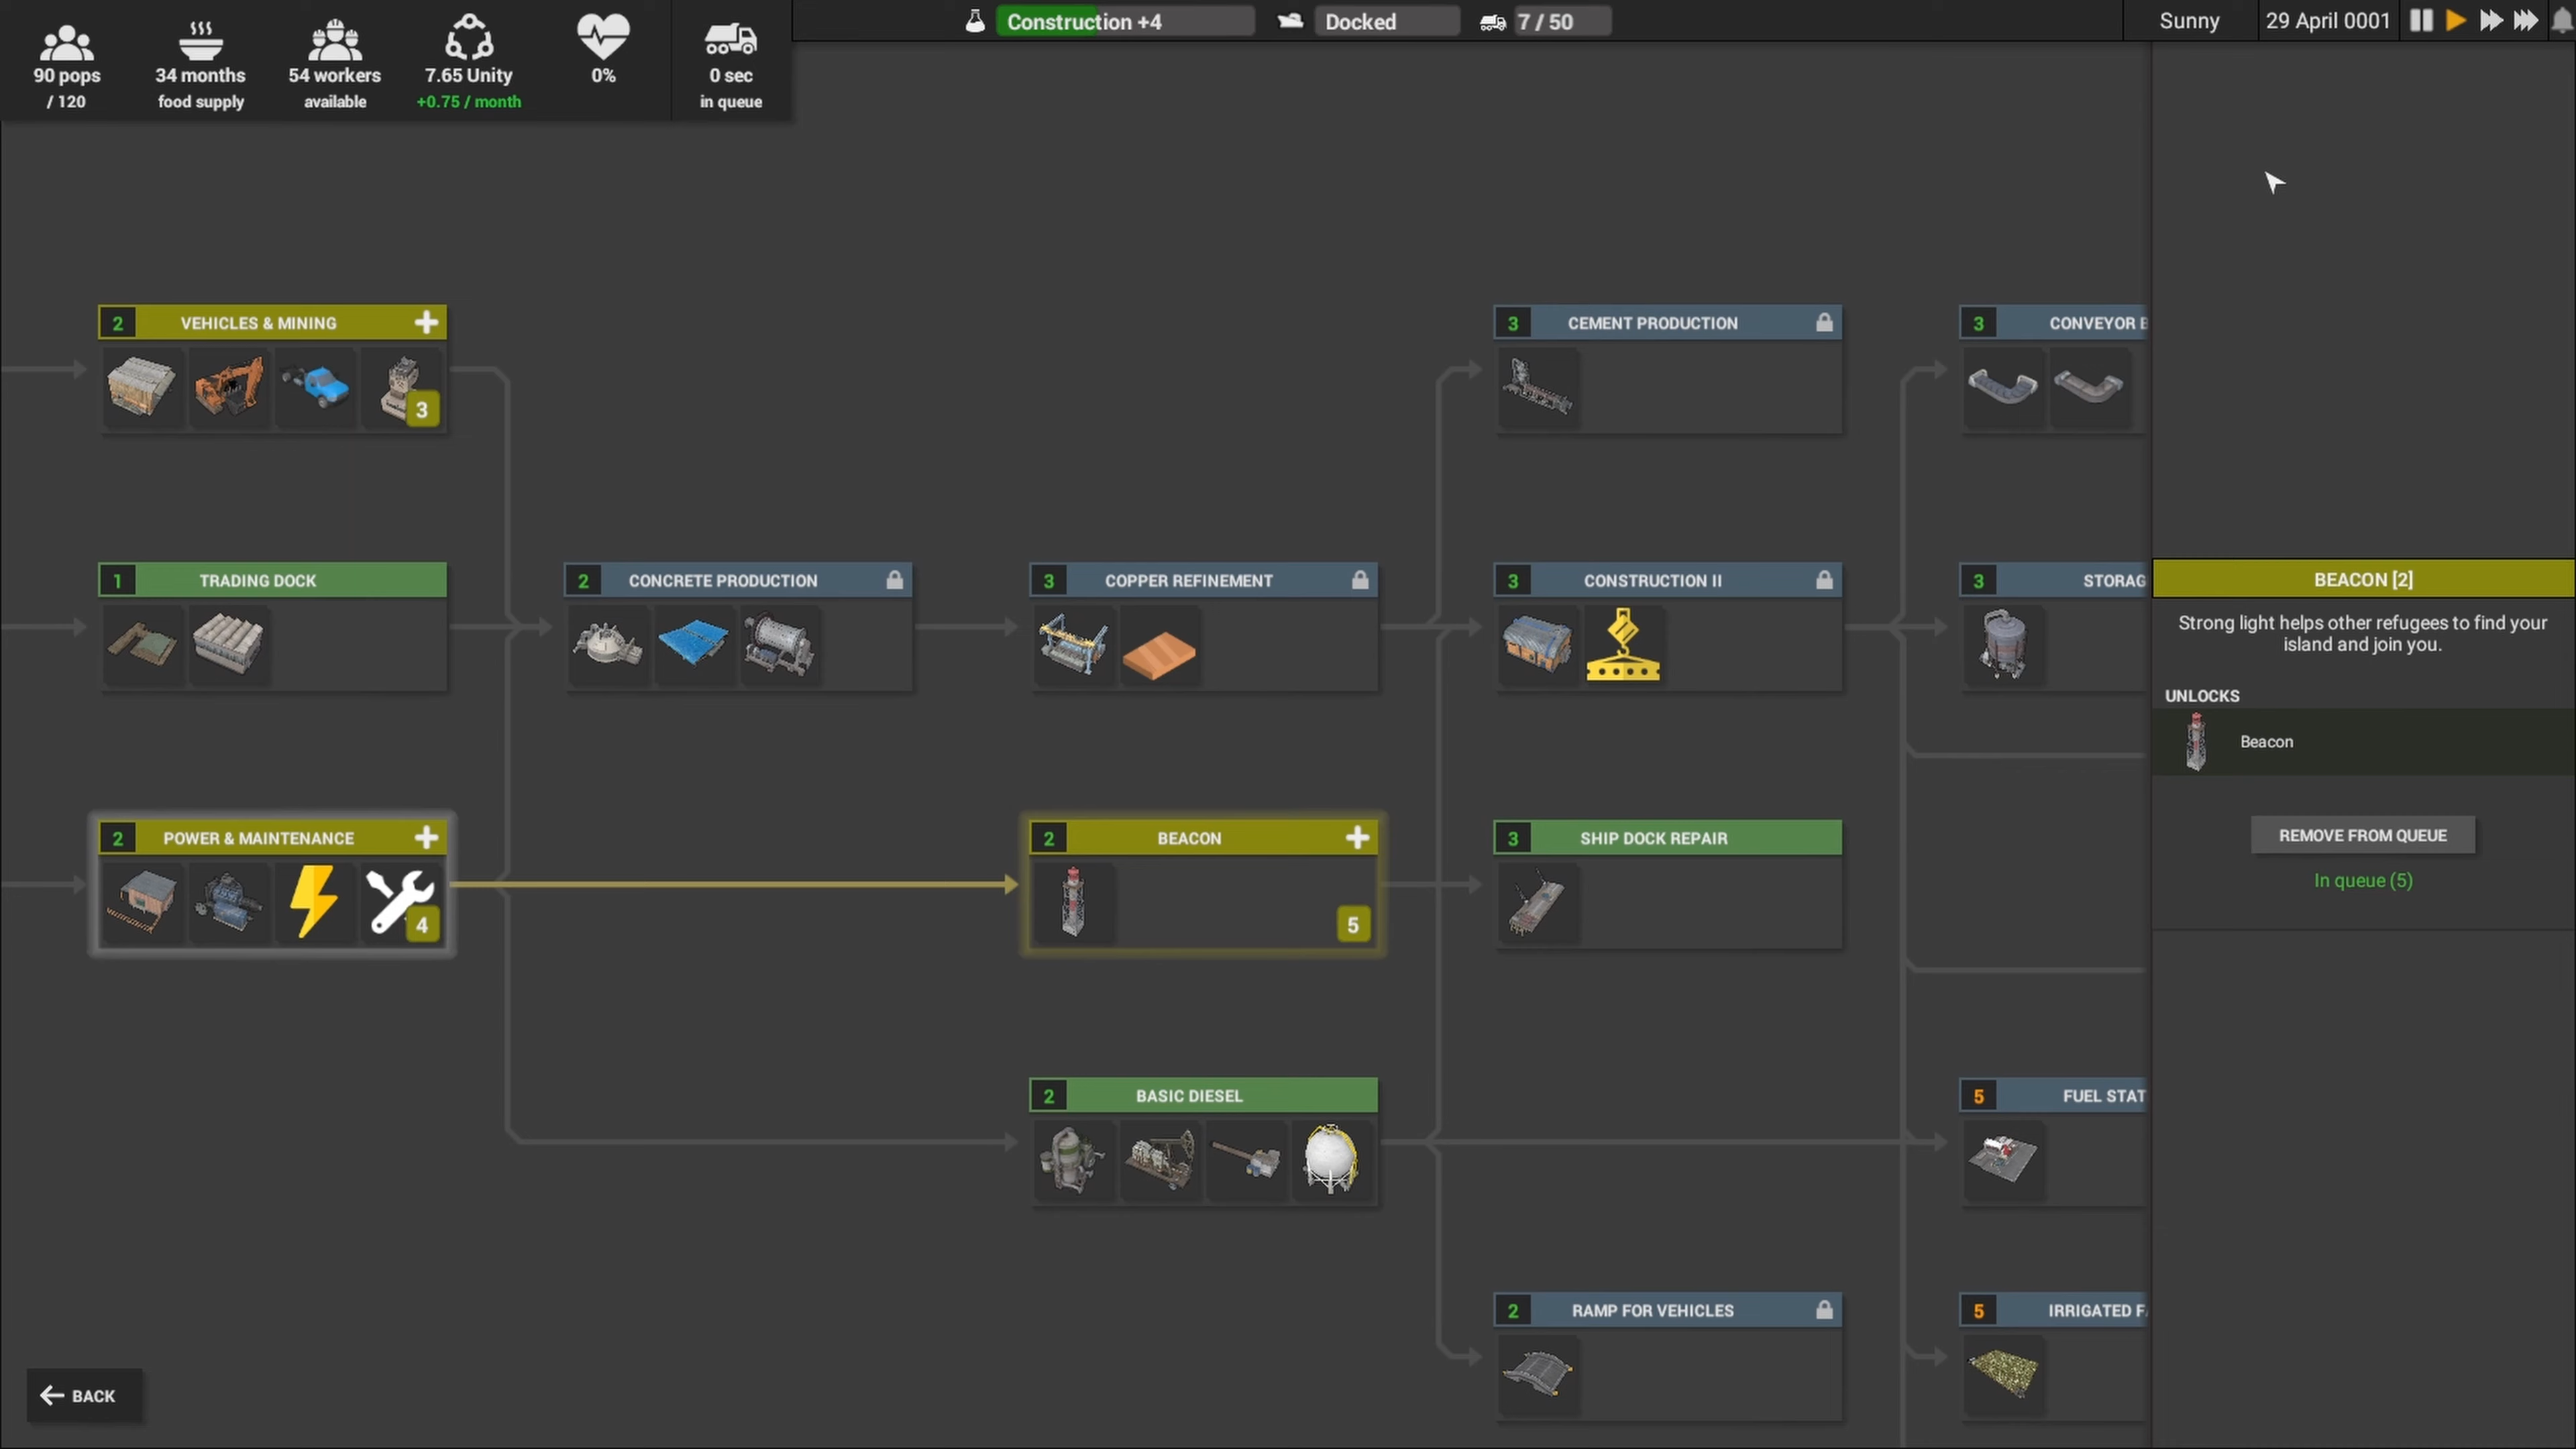 90 pops
/ 120
34 months
food supply
54 workers
available
7.65 Unity
+0.75 / month
0%
0 sec
in queue
Construction +4
Docked
7 / 50
Sunny
29 April 0001
2 VEHICLES & MINING
3
3 CEMENT PRODUCTION
3 CONVEYOR B
1 TRADING DOCK
2 CONCRETE PRODUCTION
3 COPPER REFINEMENT
3 CONSTRUCTION II
3 STORAG
2 POWER & MAINTENANCE
4
2 BEACON
5
3 SHIP DOCK REPAIR
2 BASIC DIESEL
5 FUEL STAT
2 RAMP FOR VEHICLES
5 IRRIGATED F
BEACON [2]
Strong light helps other refugees to find your
island and join you.
UNLOCKS
Beacon
REMOVE FROM QUEUE
In queue (5)
BACK